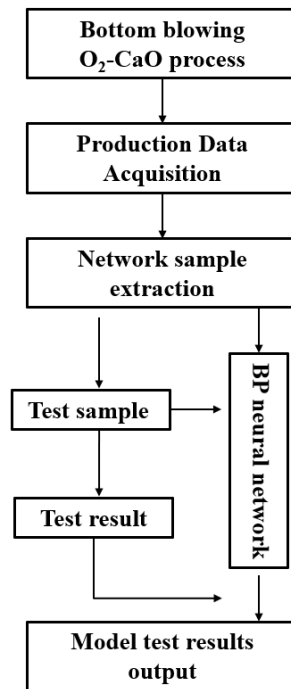 Bottom blowing
O₂-CaO process
Production Data
Acquisition
Network sample
extraction
BP neural network
Test sample
Test result
Model test results
output